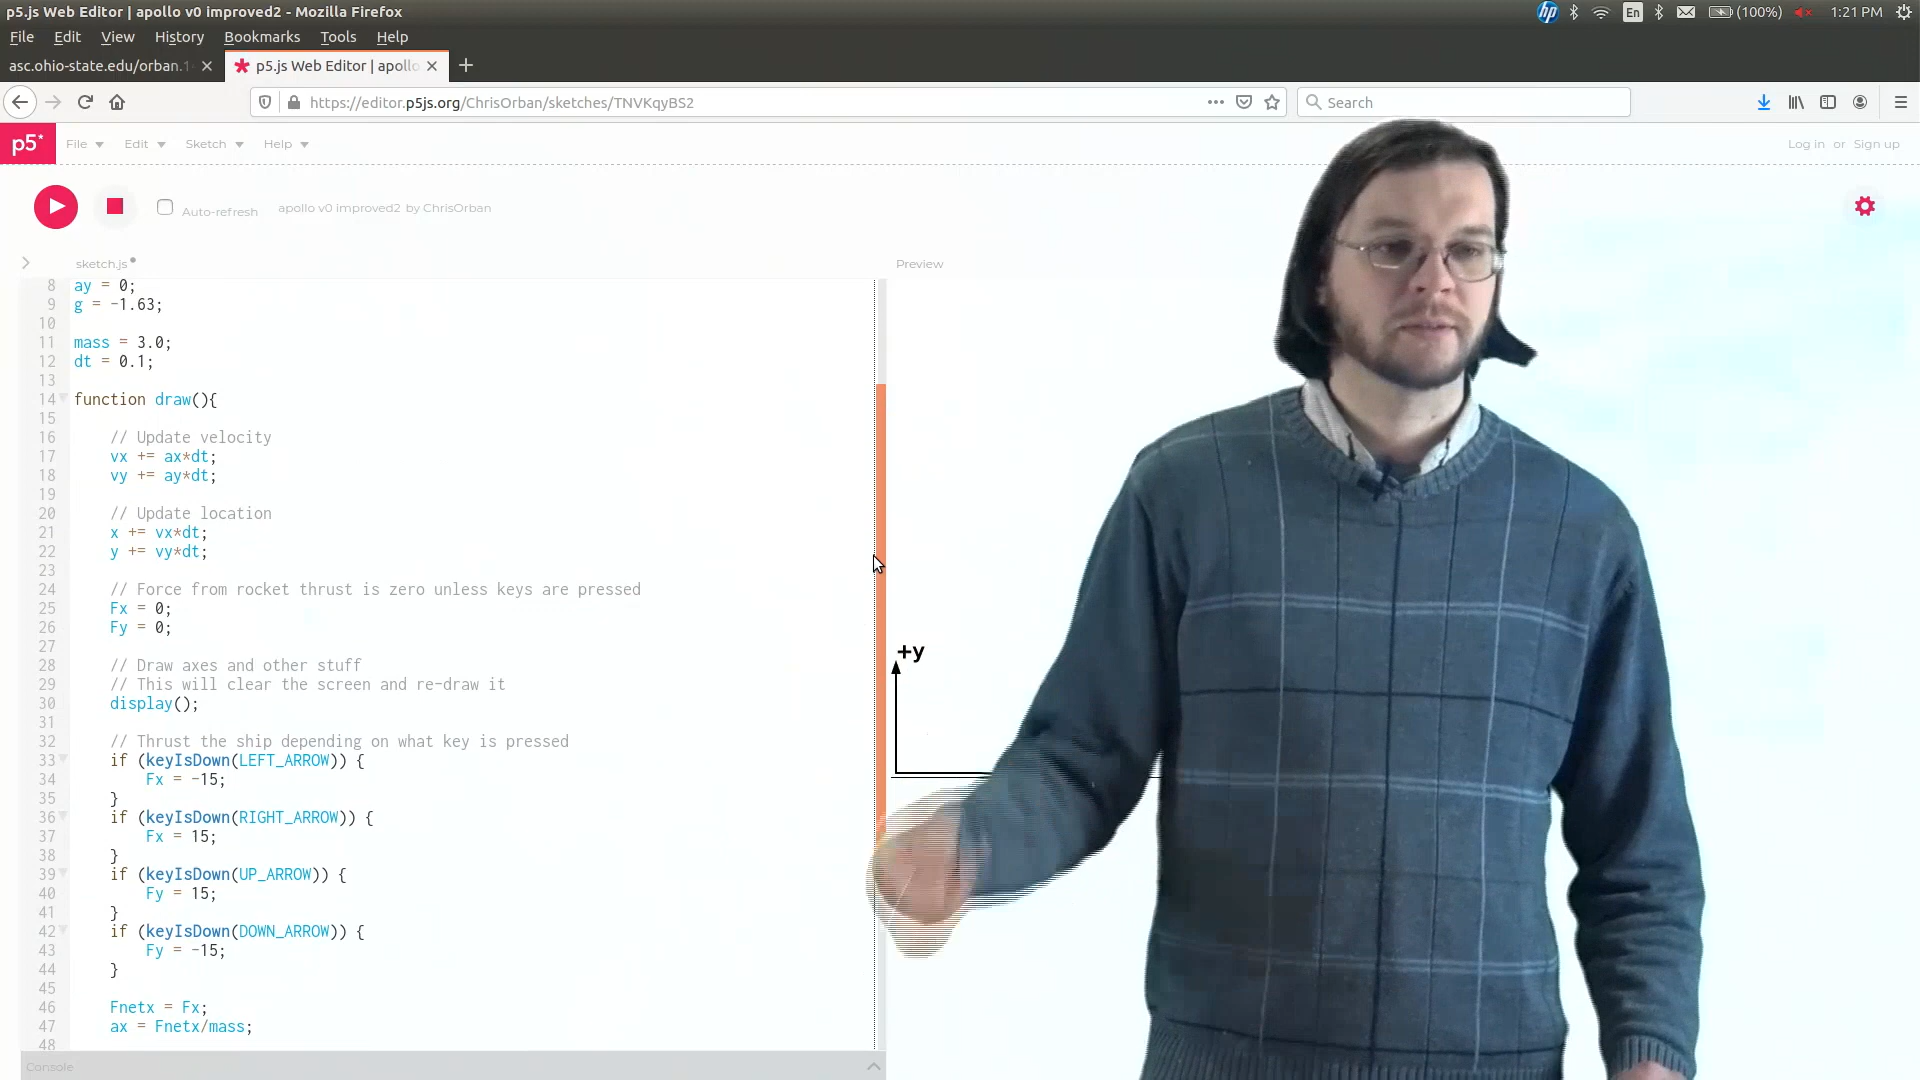 p5.js Web Editor | apollo v0 improved2 - Mozilla Firefox
hp En (100%) 1:21 PM
File Edit View History Bookmarks Tools Help
asc.ohio-state.edu/orban.1 p5.js Web Editor | apollo
https://editor.p5js.org/ChrisOrban/sketches/TNVKqyBS2 Search
p5* File Edit Sketch Help Log in or Sign up
Auto-refresh apollo v0 improved2 by ChrisOrban
sketch.js Preview
8 ay = 0;
9 g = -1.63;
10
11 mass = 3.0;
12 dt = 0.1;
13
14 function draw(){
15
16 // Update velocity
17 vx += ax*dt;
18 vy += ay*dt;
19
20 // Update location
21 x += vx*dt;
22 y += vy*dt;
23
24 // Force from rocket thrust is zero unless keys are pressed
25 Fx = 0;
26 Fy = 0;
27
28 // Draw axes and other stuff
29 // This will clear the screen and re-draw it
30 display();
31
32 // Thrust the ship depending on what key is pressed
33 if (keyIsDown(LEFT_ARROW)) {
34 Fx = -15;
35 }
36 if (keyIsDown(RIGHT_ARROW)) {
37 Fx = 15;
38 }
39 if (keyIsDown(UP_ARROW)) {
40 Fy = 15;
41 }
42 if (keyIsDown(DOWN_ARROW)) {
43 Fy = -15;
44 }
45
46 Fnetx = Fx;
47 ax = Fnetx/mass;
48
Console
+y